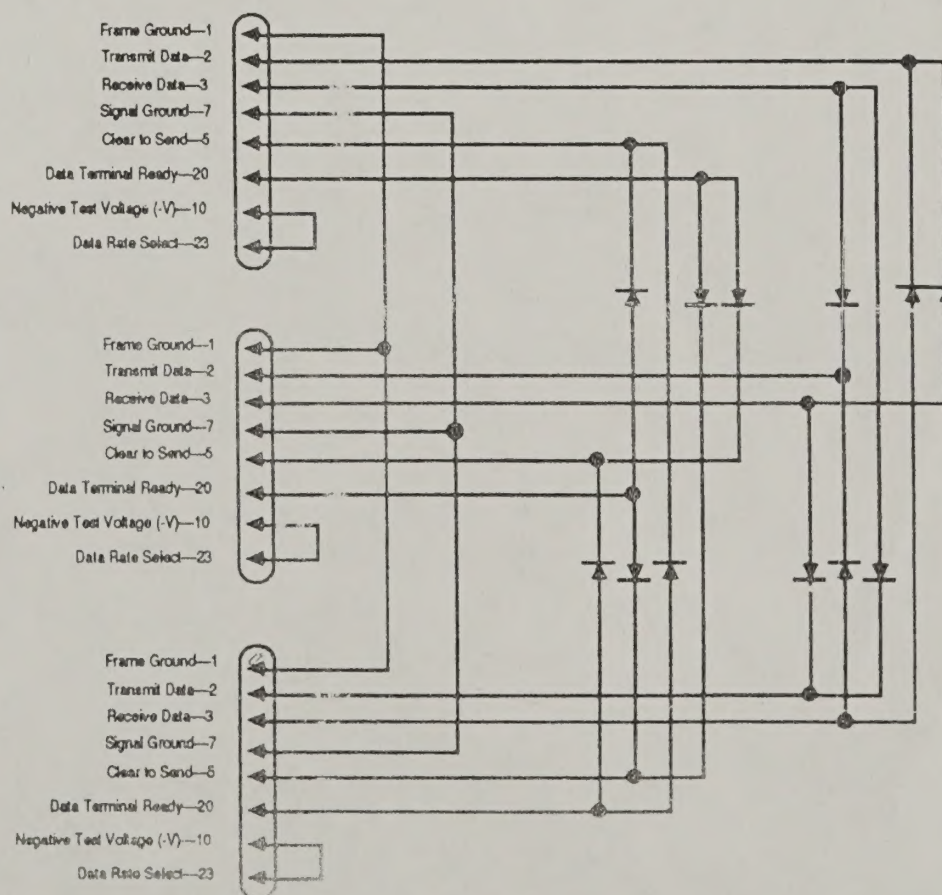 Frame Ground—1
Transmit Data—2
Receive Data—3
Signal Ground—7
Clear to Send—5
Data Terminal Ready—20
Negative Test Voltage (-V)—10
Data Rate Select—23
Frame Ground—1
Transmit Data—2
Receive Data—3
Signal Ground—7
Clear to Send—5
Data Terminal Ready—20
Negative Test Voltage (-V)—10
Data Rate Select—23
Frame Ground—1
Transmit Data—2
Receive Data—3
Signal Ground—7
Clear to Send—5
Data Terminal Ready—20
Negative Test Voltage (-V)—10
Data Rate Select—23